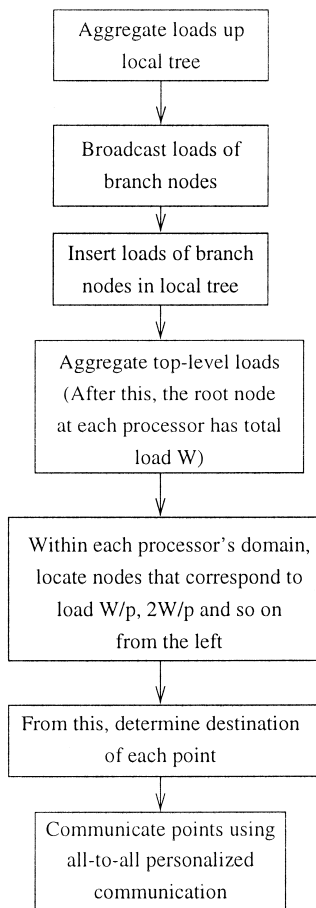 Aggregate loads up
local tree
Broadcast loads of
branch nodes
Insert loads of branch
nodes in local tree
Aggregate top-level loads
(After this, the root node
at each processor has total
load W)
Within each processor's domain,
locate nodes that correspond to
load W/p, 2W/p and so on
from the left
From this, determine destination
of each point
Communicate points using
all-to-all personalized
communication